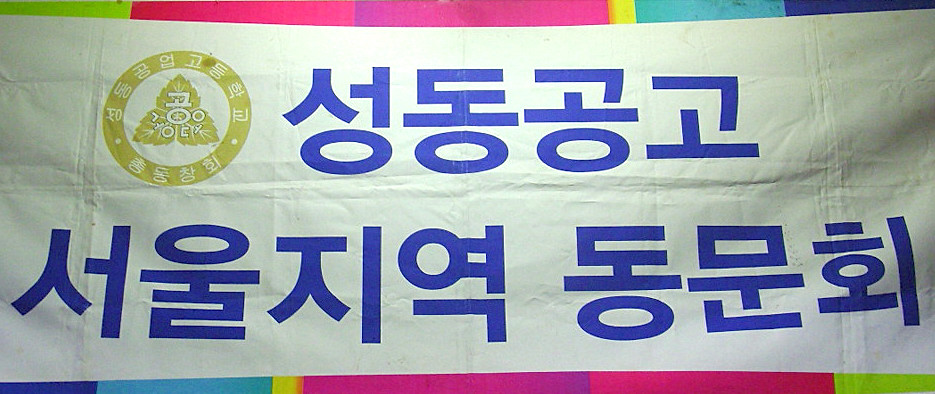 성동공업고등학교
총동창회
성동공고
서울지역 동문회